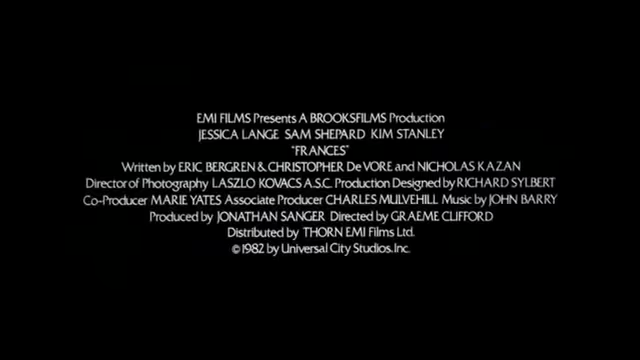 EMI FILMS Presents A BROOKSFILMS Production
JESSICA LANGE SAM SHEPARD KIM STANLEY
"FRANCES"
Written by ERIC BERGREN & CHRISTOPHER De VORE and NICHOLAS KAZAN
Director of Photography LASZLO KOVACS A.S.C. Production Designed by RICHARD SYLBERT
Co-Producer MARIE YATES Associate Producer CHARLES MULVEHILL Music by JOHN BARRY
Produced by JONATHAN SANGER Directed by GRAEME CLIFFORD
Distributed by THORN EMI Films Ltd.
©1982 by Universal City Studios, Inc.